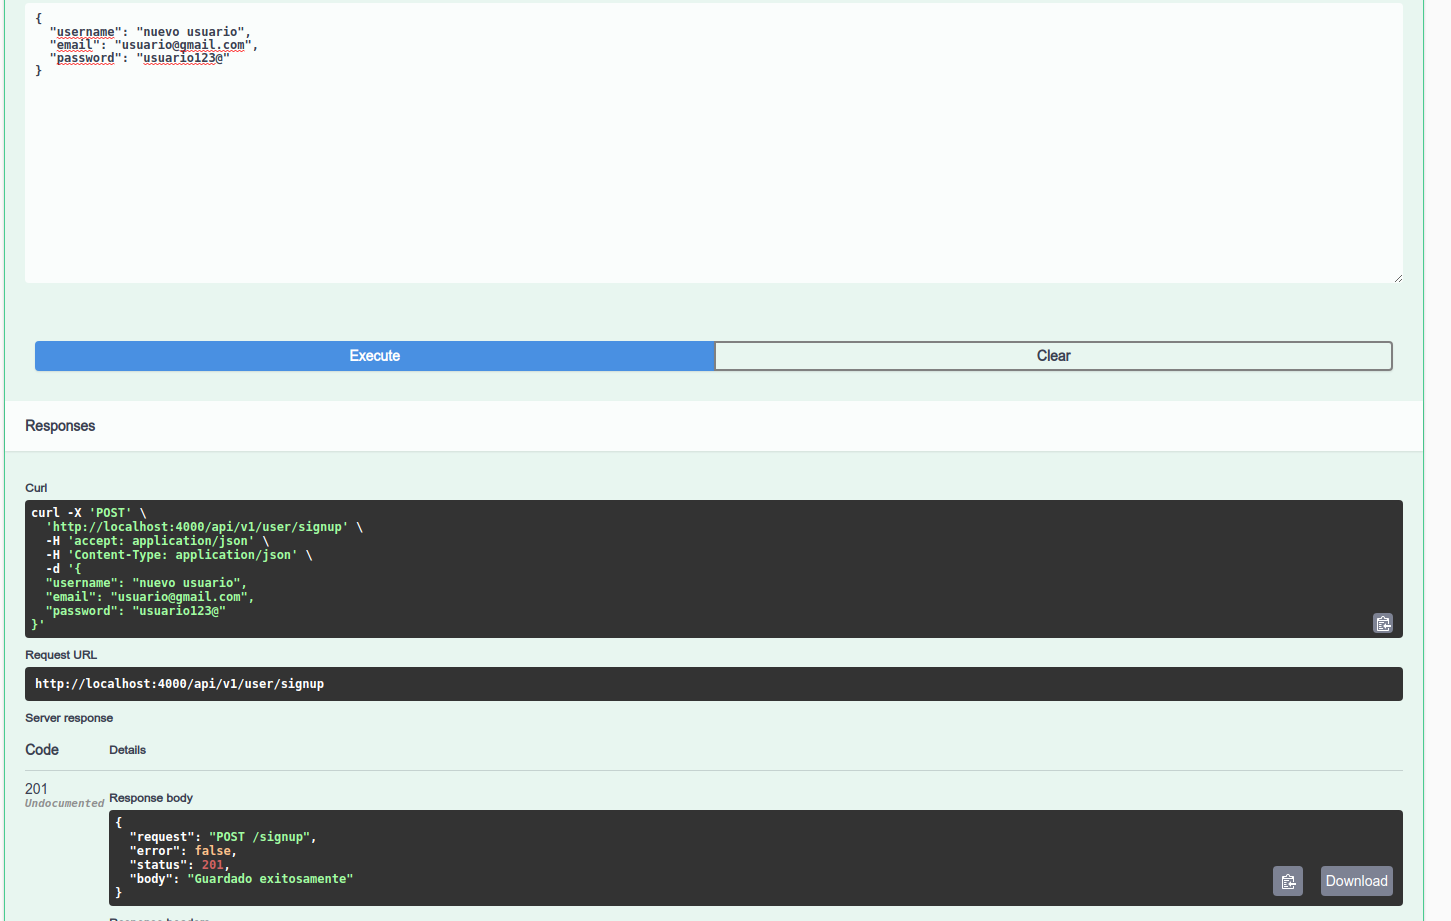 {
  "username": "nuevo usuario",
  "email": "usuario@gmail.com",
  "password": "usuario123@"
}
Execute
Clear
Responses
Curl
curl -X 'POST' \
  'http://localhost:4000/api/v1/user/signup' \
  -H 'accept: application/json' \
  -H 'Content-Type: application/json' \
  -d '{
  "username": "nuevo usuario",
  "email": "usuario@gmail.com",
  "password": "usuario123@"
}'
Request URL
http://localhost:4000/api/v1/user/signup
Server response
Code Details
201
Undocumented
Response body
{
  "request": "POST /signup",
  "error": false,
  "status": 201,
  "body": "Guardado exitosamente"
}
Download
Response headers